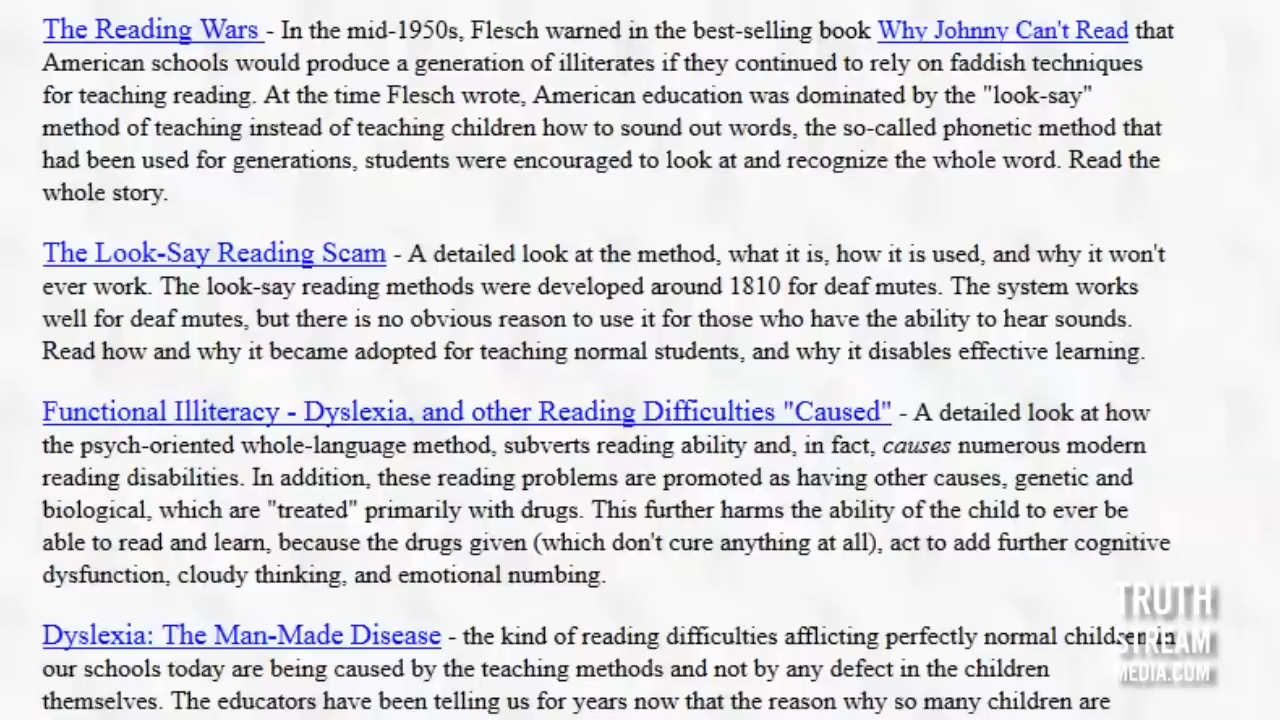 The Reading Wars - In the mid-1950s, Flesch warned in the best-selling book Why Johnny Can't Read that
American schools would produce a generation of illiterates if they continued to rely on faddish techniques
for teaching reading. At the time Flesch wrote, American education was dominated by the "look-say"
method of teaching instead of teaching children how to sound out words, the so-called phonetic method that
had been used for generations, students were encouraged to look at and recognize the whole word. Read the
whole story.
The Look-Say Reading Scam - A detailed look at the method, what it is, how it is used, and why it won't
ever work. The look-say reading methods were developed around 1810 for deaf mutes. The system works
well for deaf mutes, but there is no obvious reason to use it for those who have the ability to hear sounds.
Read how and why it became adopted for teaching normal students, and why it disables effective learning.
Functional Illiteracy - Dyslexia, and other Reading Difficulties "Caused" - A detailed look at how
the psych-oriented whole-language method, subverts reading ability and, in fact, causes numerous modern
reading disabilities. In addition, these reading problems are promoted as having other causes, genetic and
biological, which are "treated" primarily with drugs. This further harms the ability of the child to ever be
able to read and learn, because the drugs given (which don't cure anything at all), act to add further cognitive
dysfunction, cloudy thinking, and emotional numbing.
Dyslexia: The Man-Made Disease - the kind of reading difficulties afflicting perfectly normal children in
our schools today are being caused by the teaching methods and not by any defect in the children
themselves. The educators have been telling us for years now that the reason why so many children are
TRUTH
STREAM
MEDIA.COM